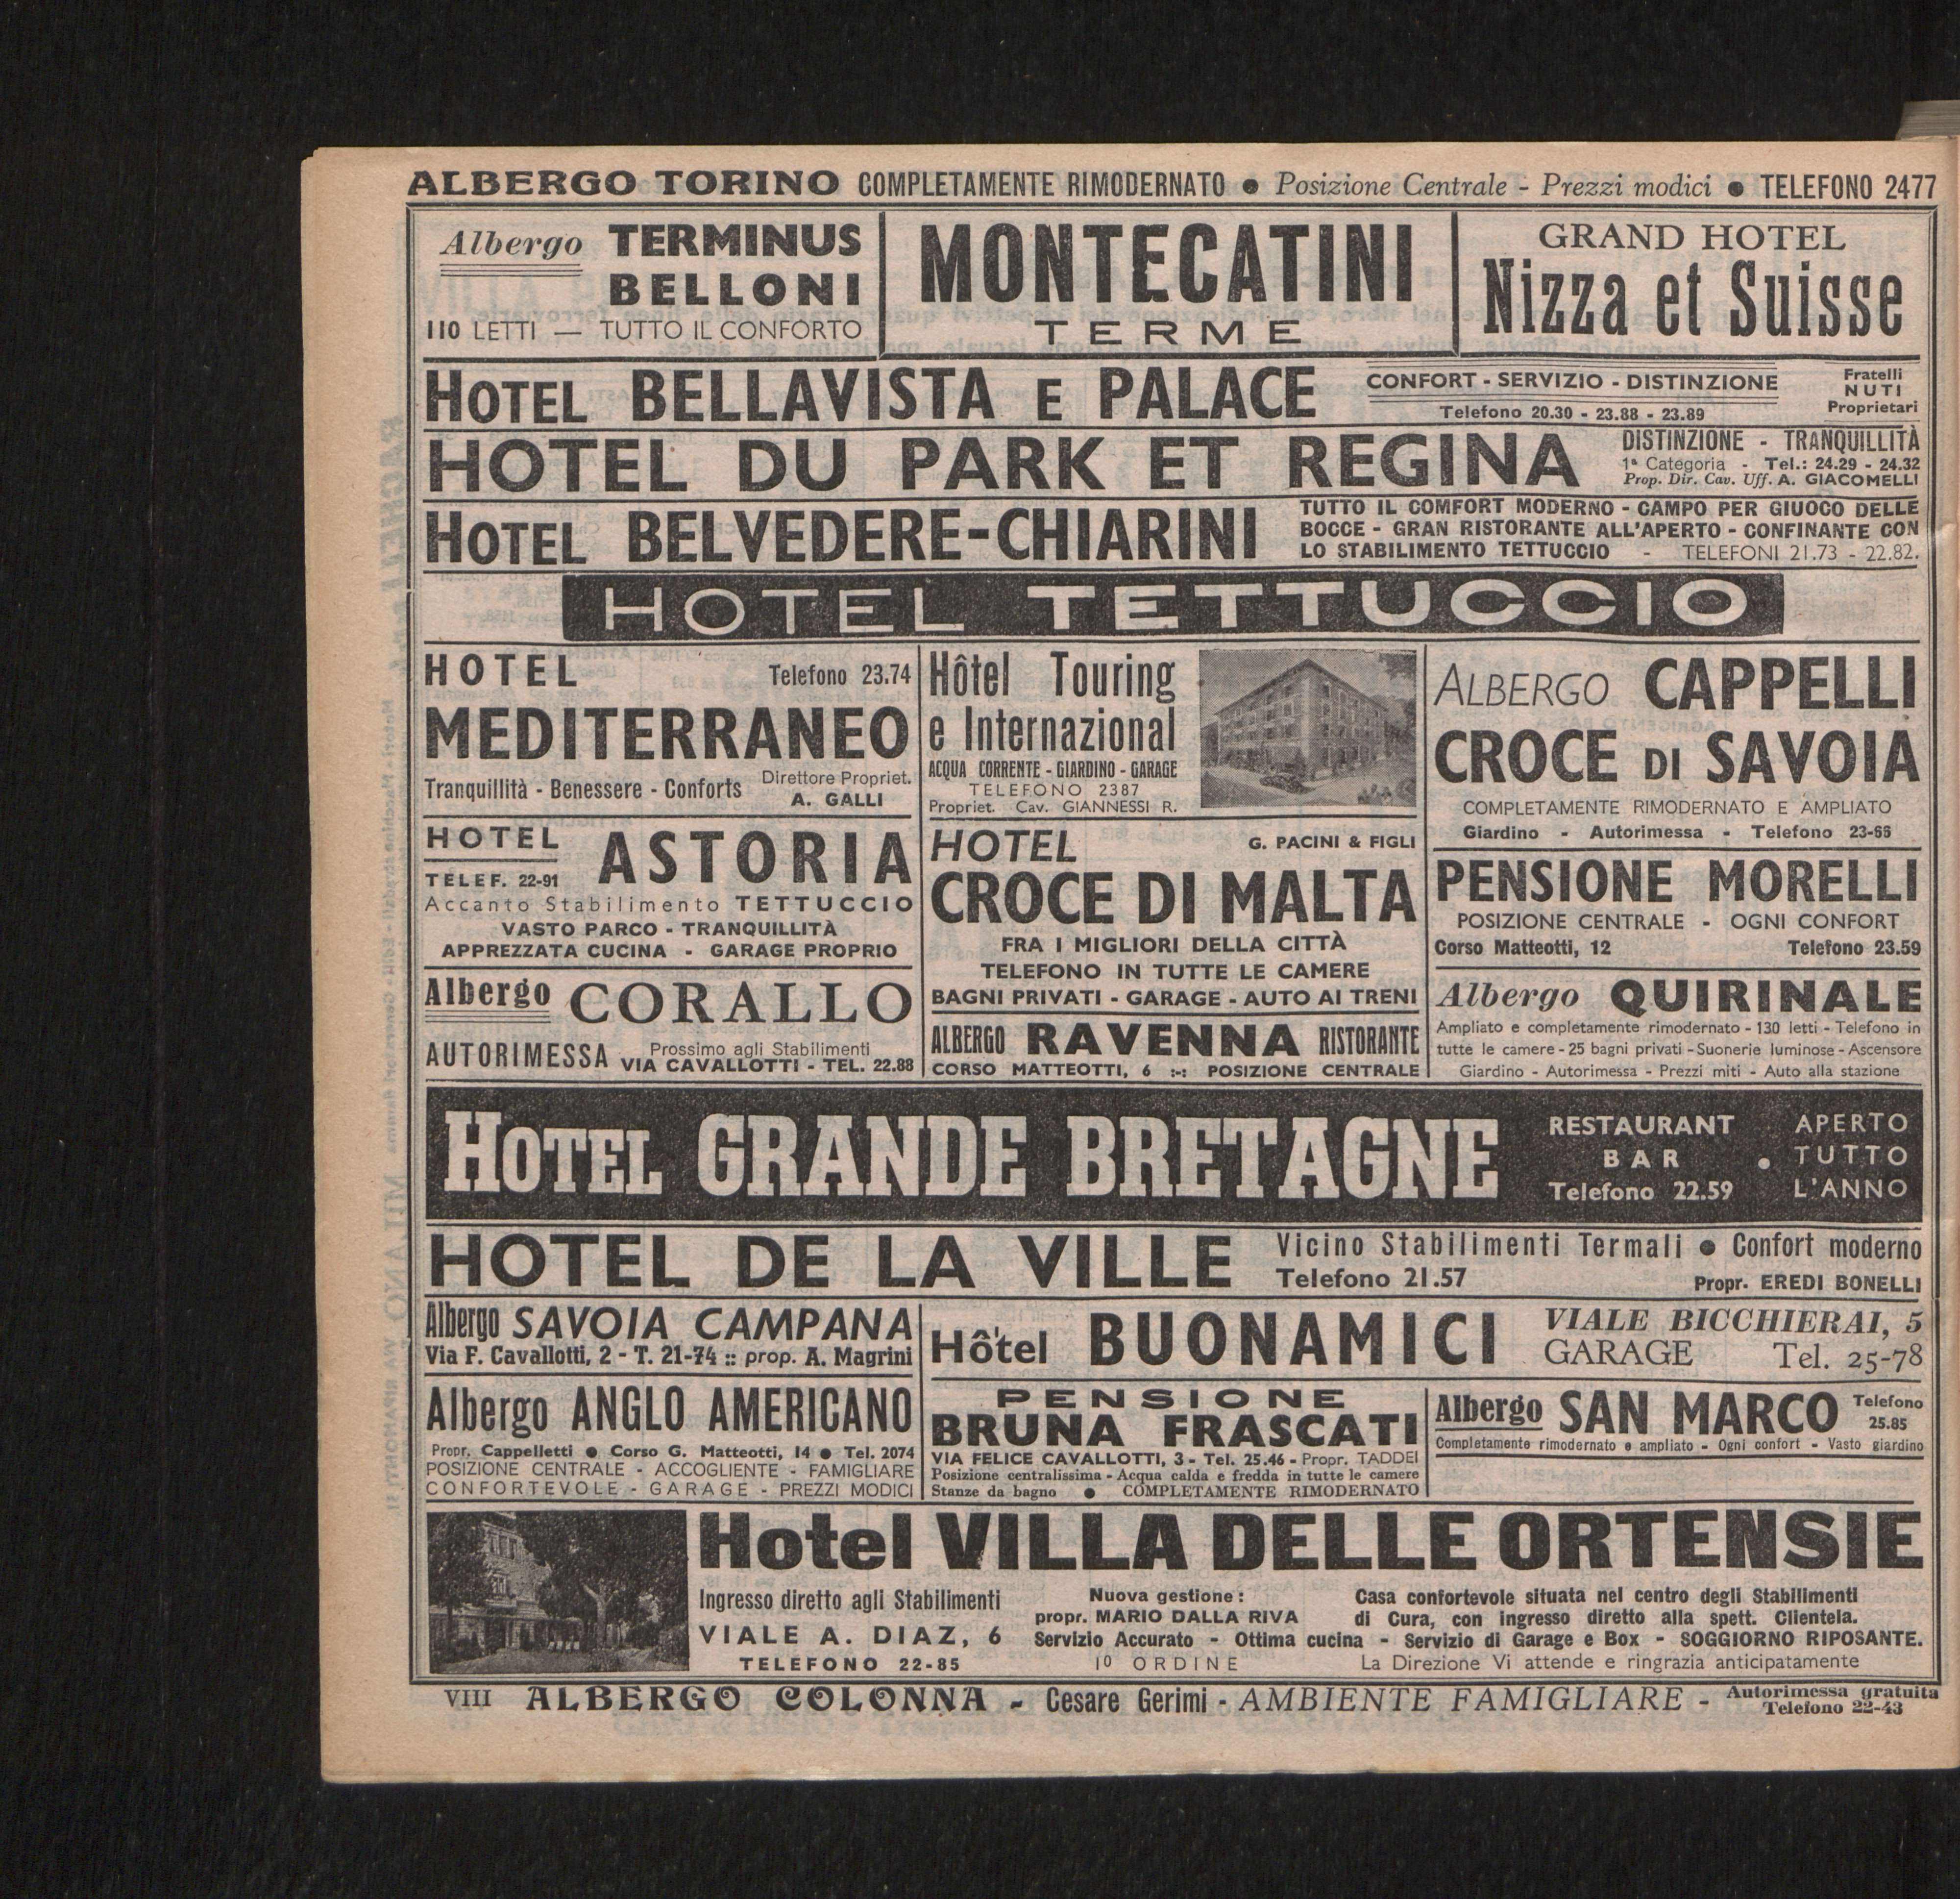 ALBERGO TORINO COMPLETAMENTE RIMODERNATO ● Posizione Centrale - Prezzi modici ● TELEFONO 2477
Albergo TERMINUS
BELLONI
110 LETTI — TUTTO IL CONFORTO
MONTECATINI
TERME
GRAND HOTEL
Nizza et Suisse
HOTEL BELLAVISTA E PALACE
CONFORT - SERVIZIO - DISTINZIONE
Telefono 20.30 - 23.88 - 23.89
Fratelli
NUTI
Proprietari
HOTEL DU PARK ET REGINA
DISTINZIONE - TRANQUILLITÀ
1ª Categoria - Tel.: 24.29 - 24.32
Prop. Dir. Cav. Uff. A. GIACOMELLI
HOTEL BELVEDERE-CHIARINI
TUTTO IL COMFORT MODERNO - CAMPO PER GIUOCO DELLE
BOCCE - GRAN RISTORANTE ALL'APERTO - CONFINANTE CON
LO STABILIMENTO TETTUCCIO - TELEFONI 21.73 - 22.82.
HOTEL TETTUCCIO
HOTEL Telefono 23.74
MEDITERRANEO
Tranquillità - Benessere - Conforts
Direttore Propriet.
A. GALLI
HOTEL
TELEF. 22-91
ASTORIA
Accanto Stabilimento TETTUCCIO
VASTO PARCO - TRANQUILLITÀ
APPREZZATA CUCINA - GARAGE PROPRIO
Albergo CORALLO
AUTORIMESSA
Prossimo agli Stabilimenti
VIA CAVALLOTTI - TEL. 22.88
Hôtel Touring
e Internazional
ACQUA CORRENTE - GIARDINO - GARAGE
TELEFONO 2387
Propriet. Cav. GIANNESSI R.
HOTEL G. PACINI & FIGLI
CROCE DI MALTA
FRA I MIGLIORI DELLA CITTÀ
TELEFONO IN TUTTE LE CAMERE
BAGNI PRIVATI - GARAGE - AUTO AI TRENI
ALBERGO RAVENNA RISTORANTE
CORSO MATTEOTTI, 6 :-: POSIZIONE CENTRALE
ALBERGO CAPPELLI
CROCE DI SAVOIA
COMPLETAMENTE RIMODERNATO E AMPLIATO
Giardino - Autorimessa - Telefono 23-66
PENSIONE MORELLI
POSIZIONE CENTRALE - OGNI CONFORT
Corso Matteotti, 12 Telefono 23.59
Albergo QUIRINALE
Ampliato e completamente rimodernato - 130 letti - Telefono in
tutte le camere - 25 bagni privati - Suonerie luminose - Ascensore
Giardino - Autorimessa - Prezzi miti - Auto alla stazione
HOTEL GRANDE BRETAGNE
RESTAURANT
BAR
Telefono 22.59
● APERTO
TUTTO
L'ANNO
HOTEL DE LA VILLE
Vicino Stabilimenti Termali ● Confort moderno
Telefono 21.57 Propr. EREDI BONELLI
Albergo SAVOIA CAMPANA
Via F. Cavallotti, 2 - T. 21-74 :: prop. A. Magrini
Hôtel BUONAMICI
VIALE BICCHIERAI, 5
GARAGE Tel. 25-78
Albergo ANGLO AMERICANO
Propr. Cappelletti ● Corso G. Matteotti, 14 ● Tel. 2074
POSIZIONE CENTRALE - ACCOGLIENTE - FAMIGLIARE
CONFORTEVOLE - GARAGE - PREZZI MODICI
PENSIONE
BRUNA FRASCATI
VIA FELICE CAVALLOTTI, 3 - Tel. 25.46 - Propr. TADDEI
Posizione centralissima - Acqua calda e fredda in tutte le camere
Stanze da bagno ● COMPLETAMENTE RIMODERNATO
Albergo SAN MARCO
Telefono
25.85
Completamente rimodernato e ampliato - Ogni confort - Vasto giardino
Hotel VILLA DELLE ORTENSIE
Ingresso diretto agli Stabilimenti
VIALE A. DIAZ, 6
TELEFONO 22-85
Nuova gestione:
propr. MARIO DALLA RIVA
Casa confortevole situata nel centro degli Stabilimenti
di Cura, con ingresso diretto alla spett. Clientela.
Servizio Accurato - Ottima cucina - Servizio di Garage e Box - SOGGIORNO RIPOSANTE.
1º ORDINE La Direzione Vi attende e ringrazia anticipatamente
VIII ALBERGO COLONNA - Cesare Gerimi - AMBIENTE FAMIGLIARE - Autorimessa gratuita
Telefono 22-43